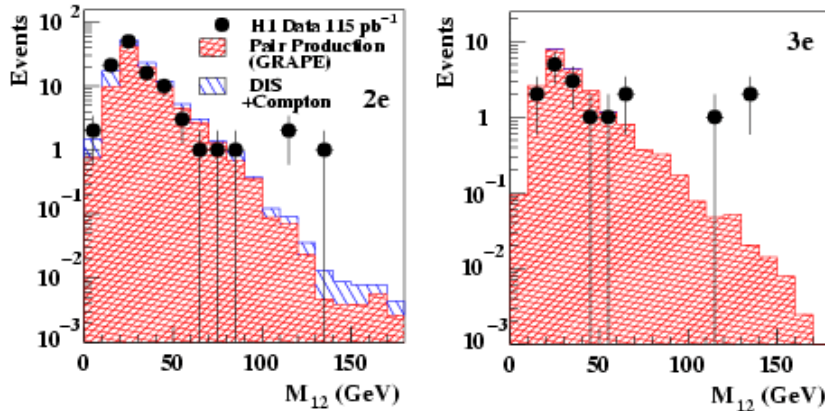 Events
10²
10
1
10⁻¹
10⁻²
10⁻³
H1 Data 115 pb⁻¹
Pair Production
(GRAPE)
DIS
+Compton
2e
0 50 100 150
M₁₂ (GeV)
Events
10
1
10⁻¹
10⁻²
10⁻³
3e
0 50 100 150
M₁₂ (GeV)